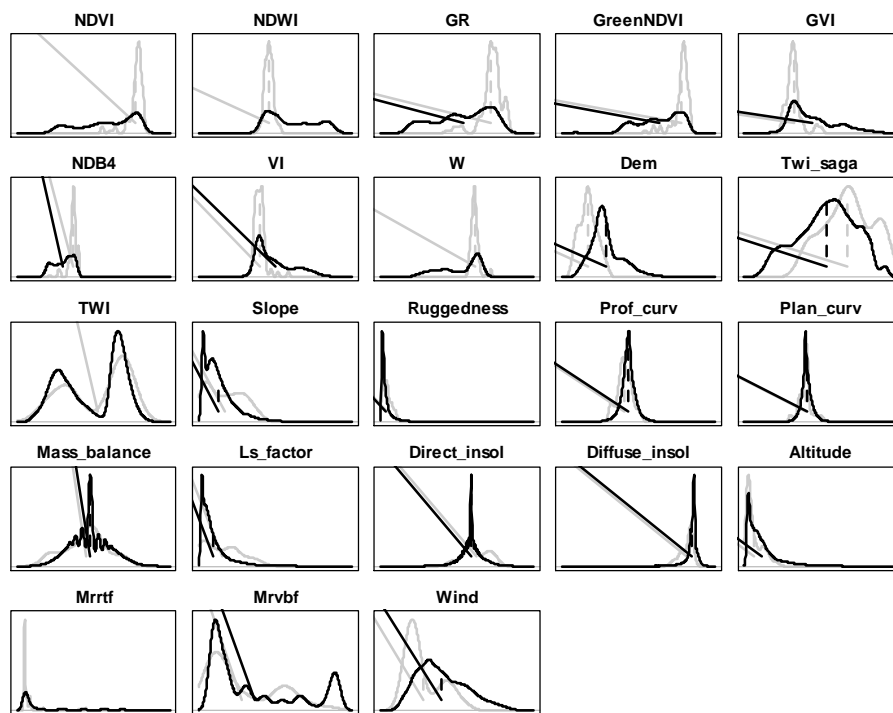 NDVI NDWI GR GreenNDVI GVI
NDB4 VI W Dem Twi_saga
TWI Slope Ruggedness Prof_curv Plan_curv
Mass_balance Ls_factor Direct_insol Diffuse_insol Altitude
Mrrtf Mrvbf Wind